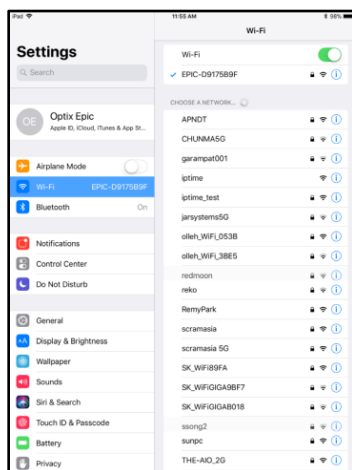 iPad
11:55 AM
98%
Settings
Wi-Fi
Search
OE
Optix Epic
Apple ID, iCloud, iTunes & App St...
Airplane Mode
Wi-Fi EPIC-D9175B9F
Bluetooth On
Notifications
Control Center
Do Not Disturb
General
Display & Brightness
Wallpaper
Sounds
Siri & Search
Touch ID & Passcode
Battery
Privacy
Wi-Fi
EPIC-D9175B9F
CHOOSE A NETWORK...
APNDT
CHUNMA5G
garampat001
iptime
iptime_test
jarsystems5G
olleh_WiFi_053B
olleh_WiFi_3BE5
redmoon
reko
RemyPark
scramasia
scramasia 5G
SK_WiFi89FA
SK_WiFiGIGA9BF7
SK_WiFiGIGAB018
ssong2
sunpc
THE-AIO_2G